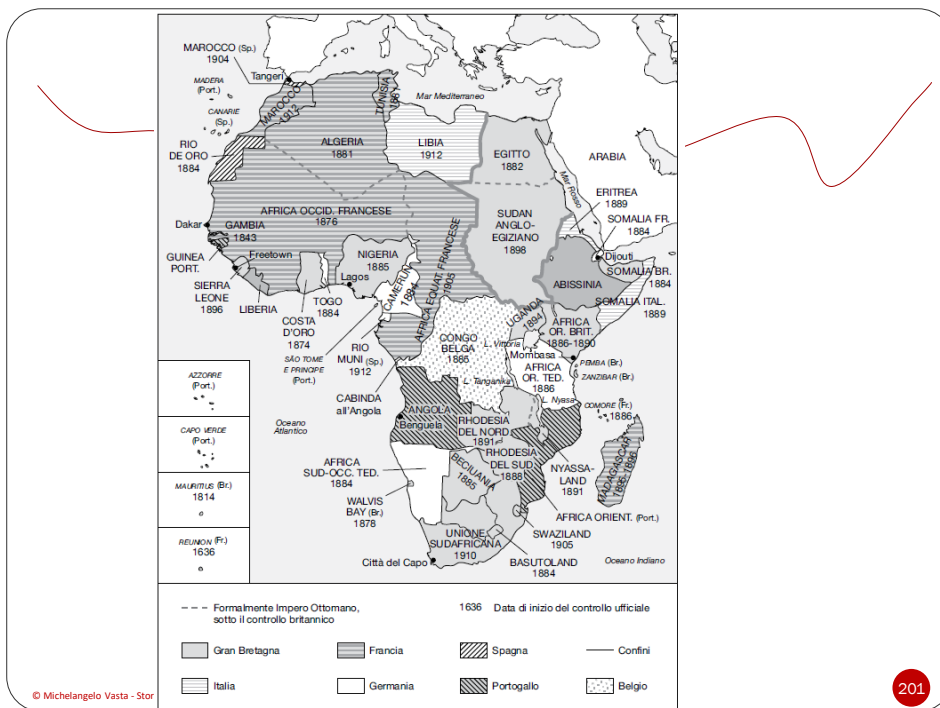 MAROCCO (Sp.)
1904
Tangeri
MADERA
(Port.)
CANARIE
(Sp.)
MAROCCO
1912
TUNISIA
1881
Mar Mediterraneo
RIO
DE ORO
1884
ALGERIA
1881
LIBIA
1912
EGITTO
1882
ARABIA
Mar Rosso
ERITREA
1889
SOMALIA FR.
1884
Dakar
GAMBIA
1843
AFRICA OCCID. FRANCESE
1876
SUDAN
ANGLO-
EGIZIANO
1898
Dijouti
SOMALIA BR.
1884
GUINEA
PORT.
Freetown
NIGERIA
1885
Lagos
CAMERUN
1884
AFRICA EQUAT. FRANCESE
1905
ABISSINIA
SOMALIA ITAL.
1889
SIERRA
LEONE
1896
LIBERIA
TOGO
1884
COSTA
D'ORO
1874
UGANDA
1894
AFRICA
OR. BRIT.
1886-1890
SÃO TOME
E PRINCIPE
(Port.)
RIO
MUNI (Sp.)
1912
CONGO
BELGA
1885
L. Vittoria
Mombasa
AFRICA
OR. TED.
1886
PEMBA (Br.)
ZANZIBAR (Br.)
L. Tanganika
L. Nyasa
CABINDA
all'Angola
COMORE (Fr.)
1886
Oceano
Atlantico
ANGOLA
Benguela
RHODESIA
DEL NORD.
1891
RHODESIA
DEL SUD.
1888
NYASSA-
LAND
1891
MADAGASCAR
AFRICA
SUD-OCC. TED.
1884
BECIUANIA
1885
AFRICA ORIENT. (Port.)
WALVIS
BAY (Br.)
1878
SWAZILAND
1905
UNIONE
SUDAFRICANA
1910
BASUTOLAND
1884
Città del Capo
Oceano Indiano
AZZORRE
(Port.)
CAPO VERDE
(Port.)
MAURITIUS (Br.)
1814
REUNION (Fr.)
1636
Formalmente Impero Ottomano,
sotto il controllo britannico
1636 Data di inizio del controllo ufficiale
Gran Bretagna Francia Spagna Confini
Italia Germania Portogallo Belgio
© Michelangelo Vasta - Stor
201